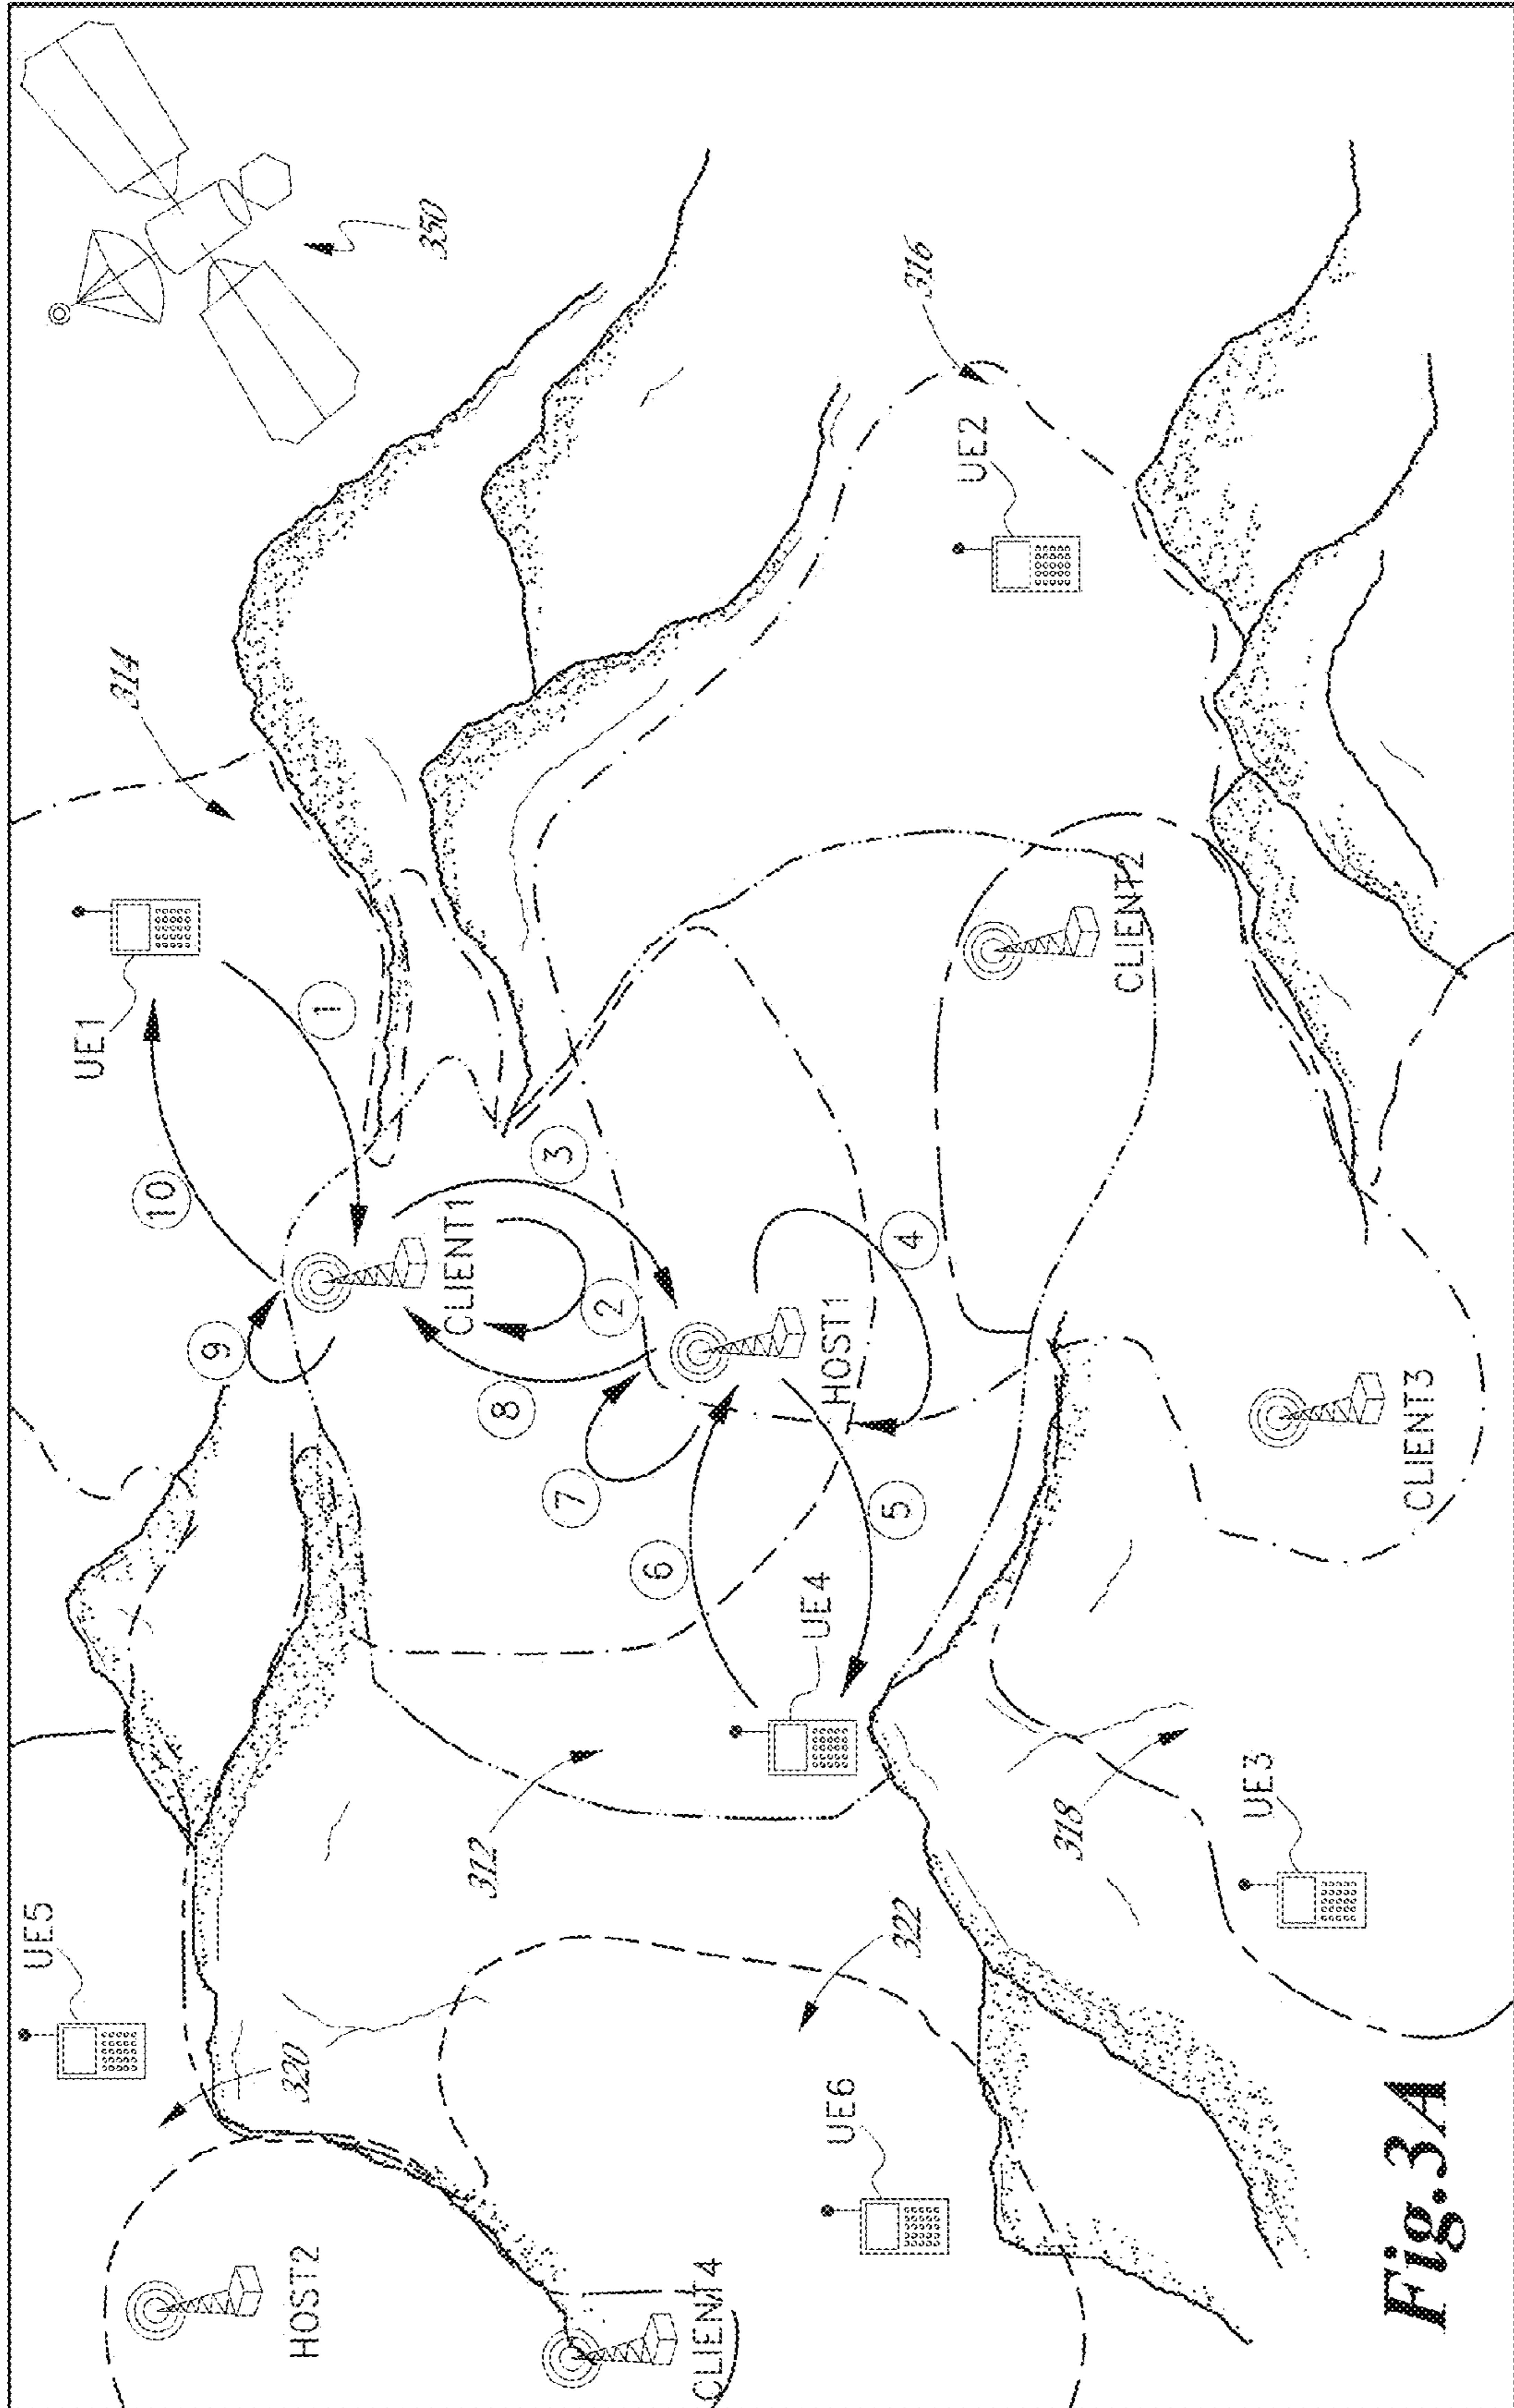 HOST2
320
UE5
UE1
314
350
CLIENT4
9
10
1
CLIENT1
312
8
2
3
7
HOST1
6
UE4
5
4
UE6
322
CLIENT2
UE2
316
318
UE3
CLIENT3
Fig. 3A